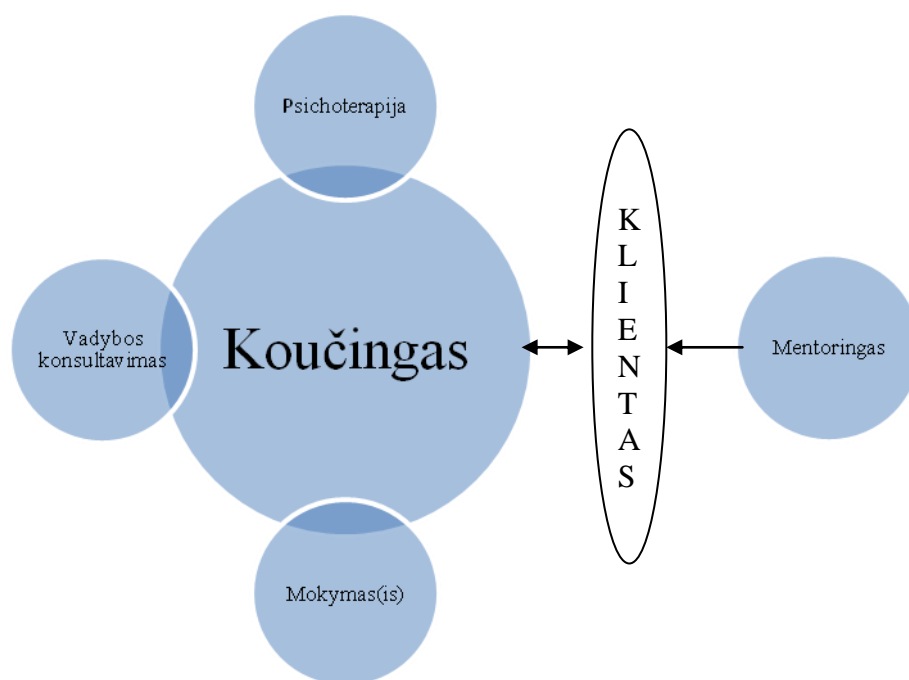 Psichoterapija
Vadybos
konsultavimas
Koučingas
K
L
I
E
N
T
A
S
Mentoringas
Mokymas(is)